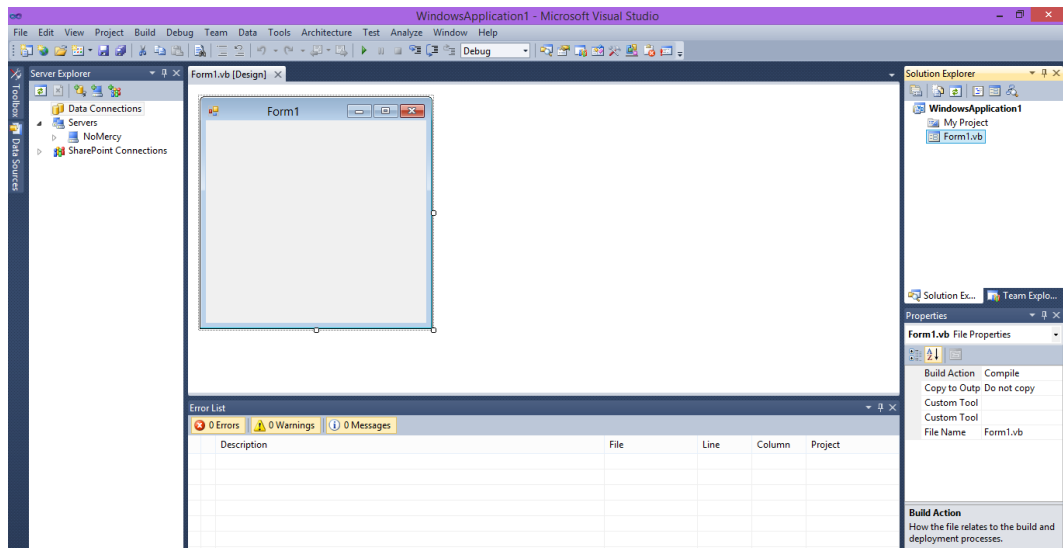 WindowsApplication1 - Microsoft Visual Studio
File Edit View Project Build Debug Team Data Tools Architecture Test Analyze Window Help
Debug
Toolbox
Data Sources
Server Explorer
Data Connections
Servers
NoMercy
SharePoint Connections
Form1.vb [Design]
Form1
Error List
0 Errors 0 Warnings 0 Messages
Description File Line Column Project
Solution Explorer
WindowsApplication1
My Project
Form1.vb
Solution Ex... Team Explo...
Properties
Form1.vb File Properties
Build Action Compile
Copy to Outp Do not copy
Custom Tool
Custom Tool
File Name Form1.vb
Build Action
How the file relates to the build and
deployment processes.